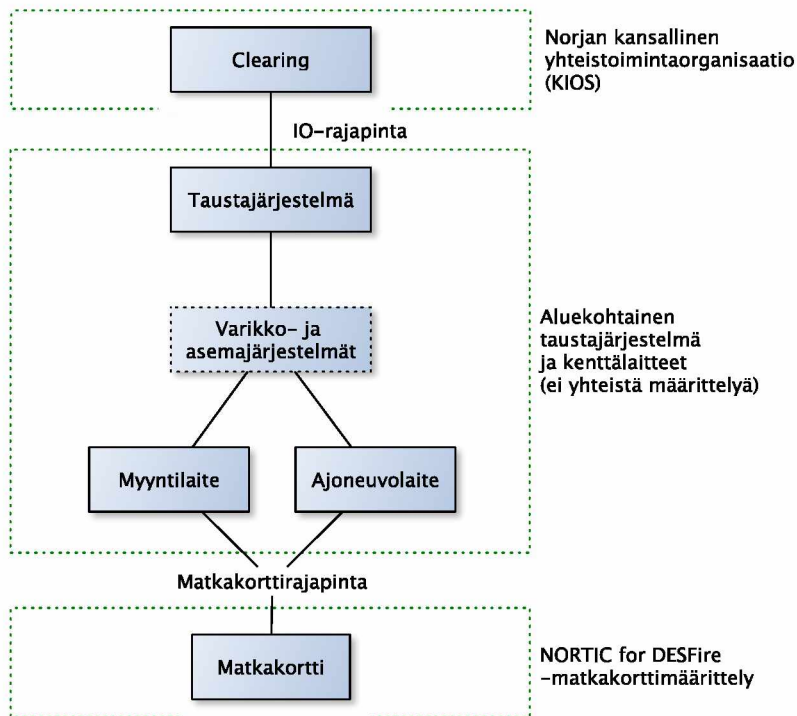 Clearing
Norjan kansallinen
yhteistoimintaorganisaatio
(KIOS)
IO-rajapinta
Taustajärjestelmä
Varikko- ja
asemajärjestelmät
Aluekohtainen
taustajärjestelmä
ja kenttälaitteet
(ei yhteistä määrittelyä)
Myyntilaite
Ajoneuvolaite
Matkakorttirajapinta
Matkakortti
NORTIC for DESFire
-matkakorttimäärittely